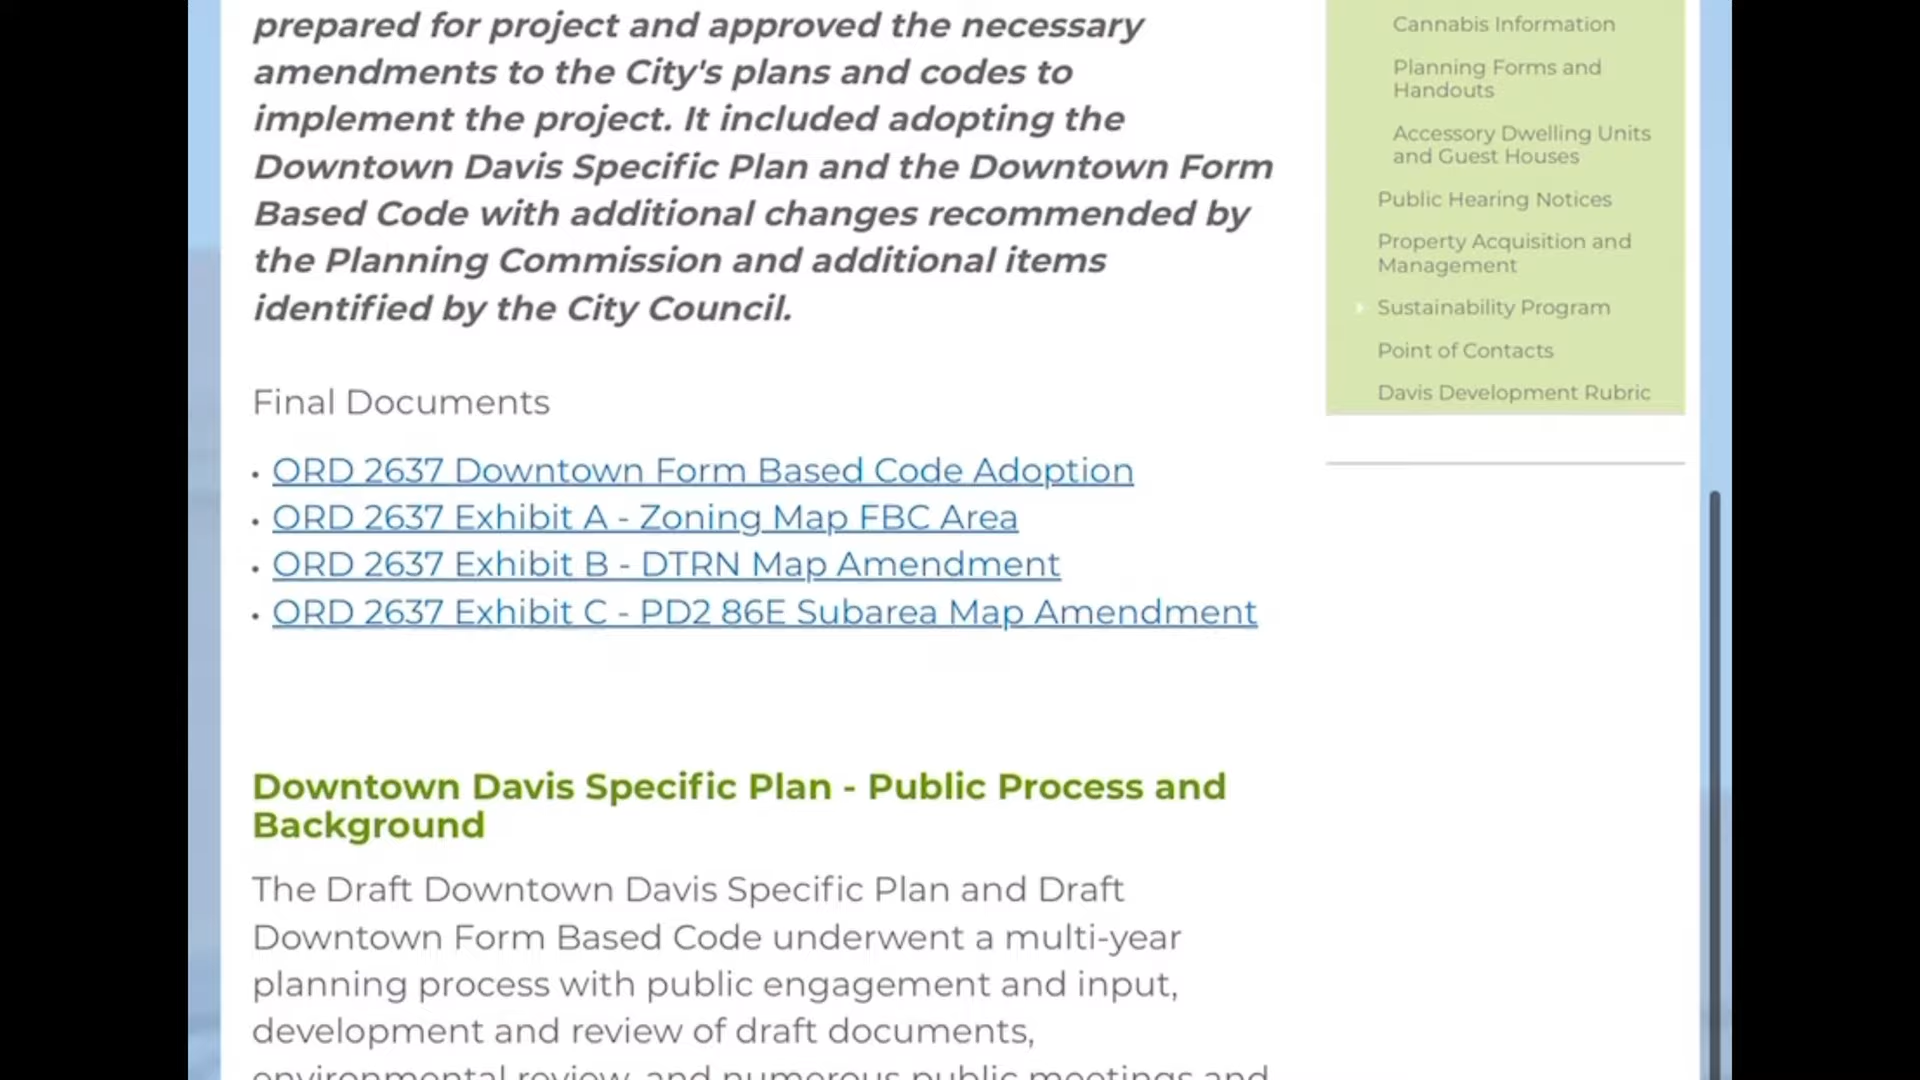 prepared for project and approved the necessary
amendments to the City's plans and codes to
implement the project. It included adopting the
Downtown Davis Specific Plan and the Downtown Form
Based Code with additional changes recommended by
the Planning Commission and additional items
identified by the City Council.
Final Documents
• ORD 2637 Downtown Form Based Code Adoption
• ORD 2637 Exhibit A - Zoning Map FBC Area
• ORD 2637 Exhibit B - DTRN Map Amendment
• ORD 2637 Exhibit C - PD2 86E Subarea Map Amendment
Downtown Davis Specific Plan - Public Process and
Background
The Draft Downtown Davis Specific Plan and Draft
Downtown Form Based Code underwent a multi-year
planning process with public engagement and input,
development and review of draft documents,
environmental review, and numerous public meetings and
Cannabis Information
Planning Forms and
Handouts
Accessory Dwelling Units
and Guest Houses
Public Hearing Notices
Property Acquisition and
Management
Sustainability Program
Point of Contacts
Davis Development Rubric